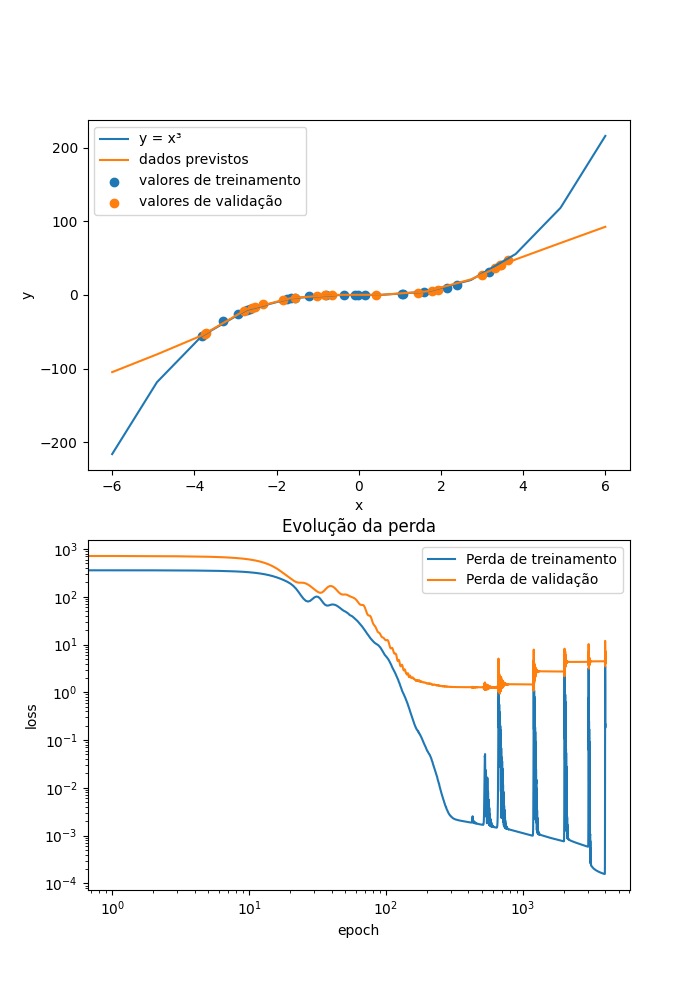 y = x³
dados previstos
valores de treinamento
valores de validação
200
100
0
−100
−200
y
−6 −4 −2 0 2 4 6
x
Evolução da perda
Perda de treinamento
Perda de validação
10³
10²
10¹
10⁰
10⁻¹
10⁻²
10⁻³
10⁻⁴
loss
10⁰ 10¹ 10² 10³
epoch